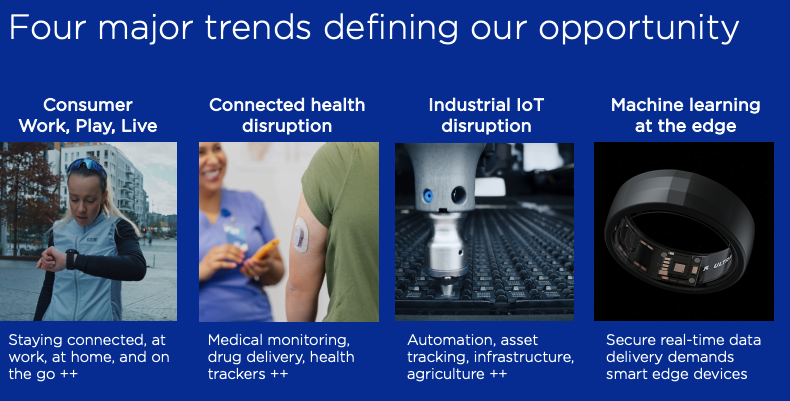 Four major trends defining our opportunity
Consumer
Work, Play, Live
Connected health
disruption
Industrial IoT
disruption
Machine learning
at the edge
Staying connected, at
work, at home, and on
the go ++
Medical monitoring,
drug delivery, health
trackers ++
Automation, asset
tracking, infrastructure,
agriculture ++
Secure real-time data
delivery demands
smart edge devices